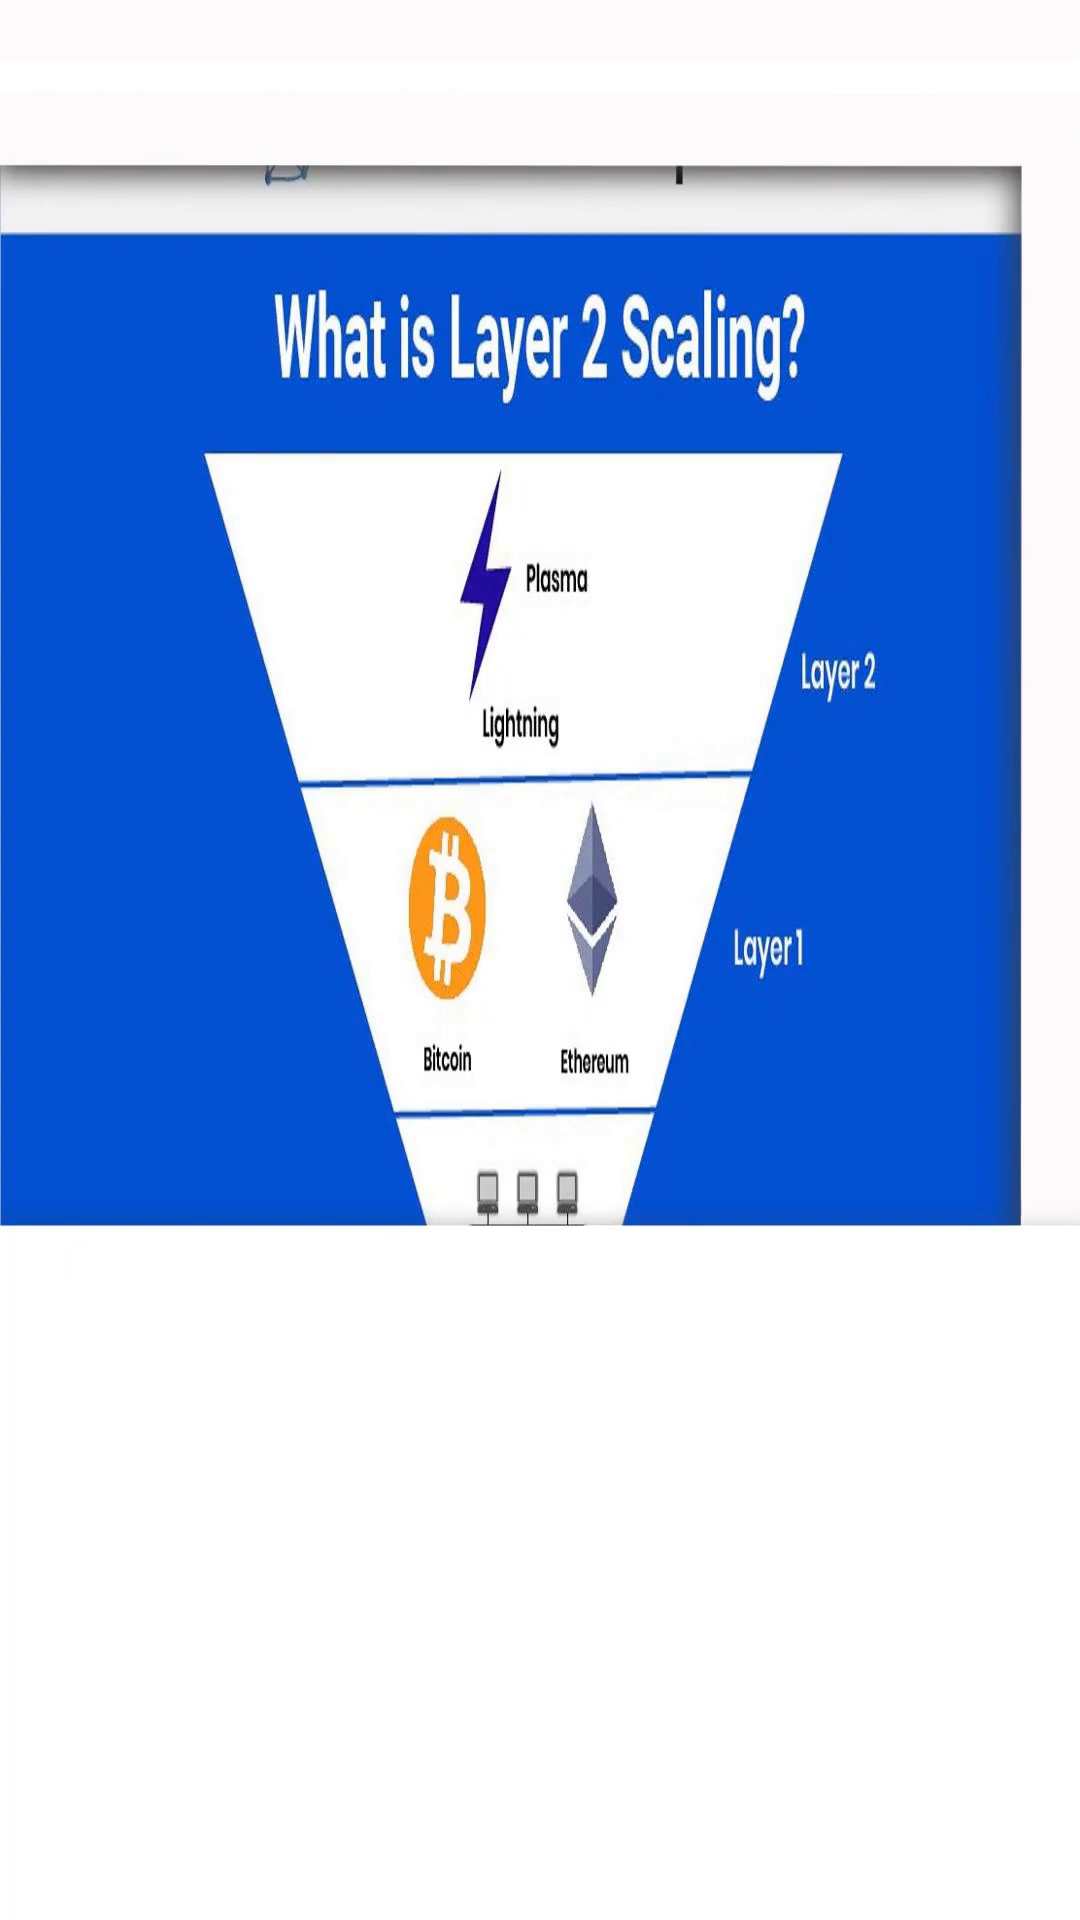 What is Layer 2 Scaling?
Plasma
Layer 2
Lightning
Layer 1
Bitcoin
Ethereum